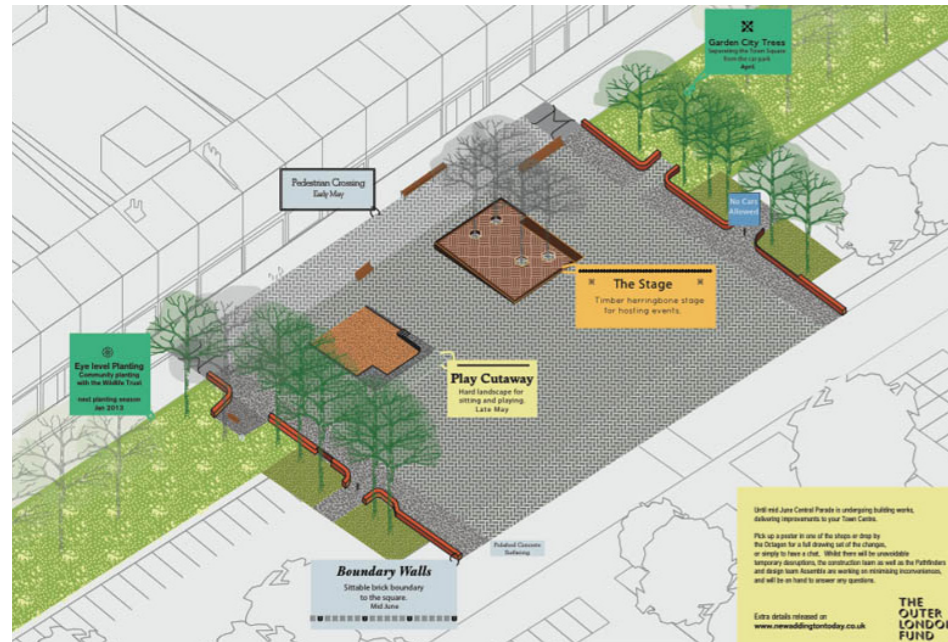 Garden City Trees
Separating the Town Square
from the car park
April
Pedestrian Crossing
Early May
No Cars
Allowed
The Stage
Timber herringbone stage
for hosting events.
Eye level Planting
Community planting
with the Wildlife Trust
next planting season
Jan 2013
Play Cutaway
Hard landscape for
sitting and playing.
Late May
Polished Concrete
Surfacing
Boundary Walls
Sittable brick boundary
to the square.
Mid June
Until mid June Central Parade is undergoing building works,
delivering improvements to your Town Centre.
Pick up a poster in one of the shops or drop by
the Octagon for a full drawing set of the changes,
or simply to have a chat. Whilst there will be unavoidable
temporary disruptions, the construction team as well as the Pathfinders
and design team Assemble are working on minimising inconveniences,
and will be on hand to answer any questions.
Extra details released on
www.newaddingtontoday.co.uk
THE
OUTER
LONDON
FUND